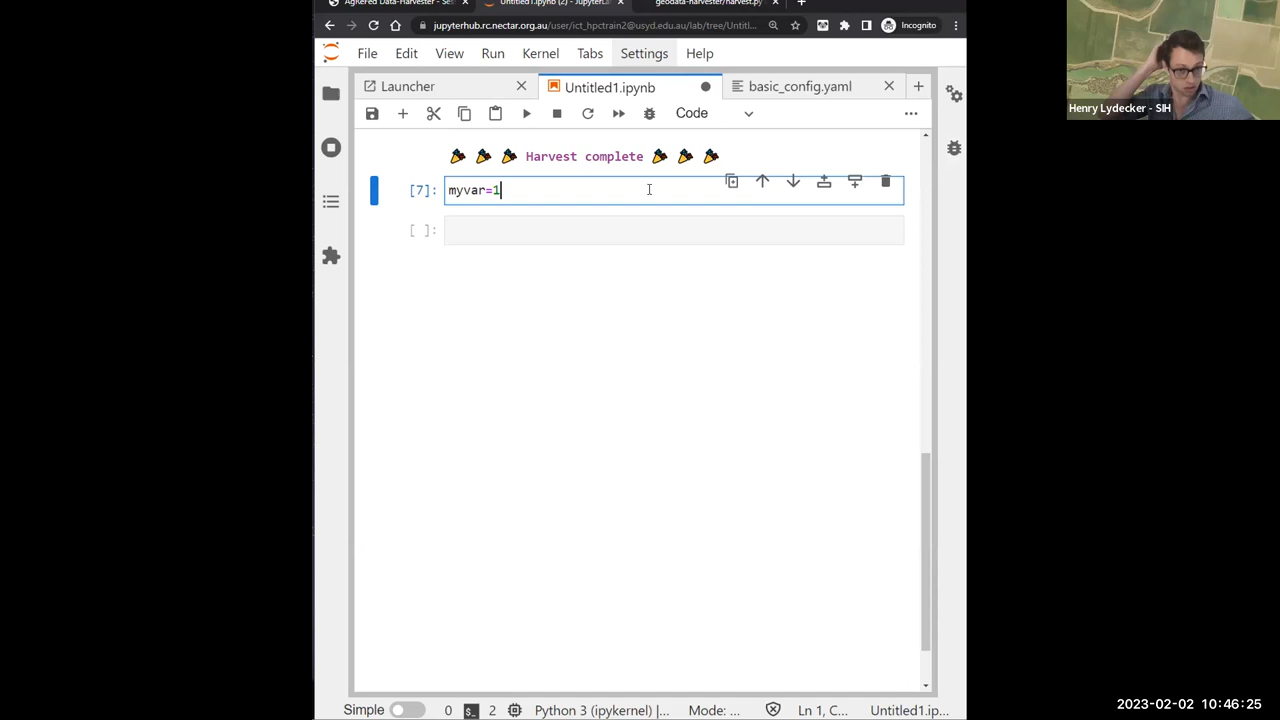 AgReFed Data-Harvester - Set
Untitled1.ipynb (2) - JupyterLab
geodata-harvester/harvest.py
jupyterhub.rc.nectar.org.au/user/ict_hpctrain2@usyd.edu.au/lab/tree/Untitl...
Incognito
File Edit View Run Kernel Tabs Settings Help
Launcher
Untitled1.ipynb
basic_config.yaml
Code
Harvest complete
[7]: myvar=1
[ ]:
Simple 0 2 Python 3 (ipykernel) |... Mode: ... Ln 1, C... Untitled1.ip...
Henry Lydecker - SIH
2023-02-02 10:46:25